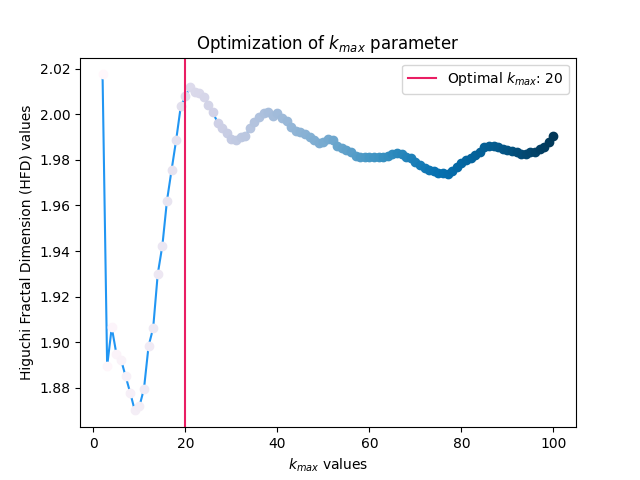 Optimization of $k_{max}$ parameter
Optimal $k_{max}$: 20
Higuchi Fractal Dimension (HFD) values
2.02
2.00
1.98
1.96
1.94
1.92
1.90
1.88
0 20 40 60 80 100
$k_{max}$ values